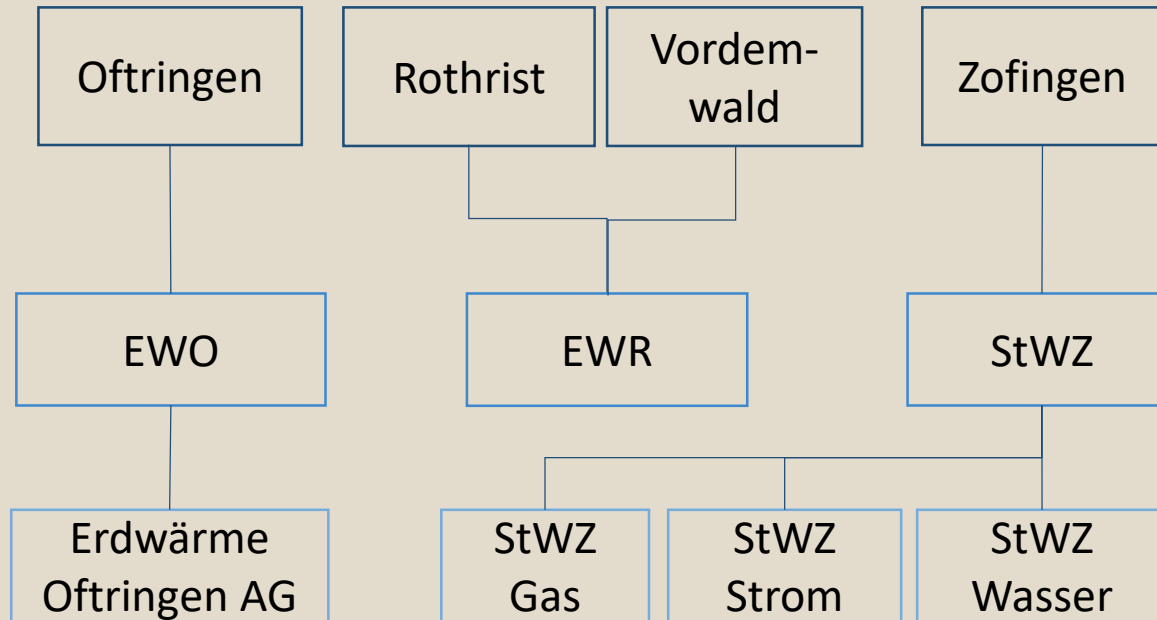 Oftringen
Rothrist
Vordem-
wald
Zofingen
EWO
EWR
StWZ
Erdwärme
Oftringen AG
StWZ
Gas
StWZ
Strom
StWZ
Wasser